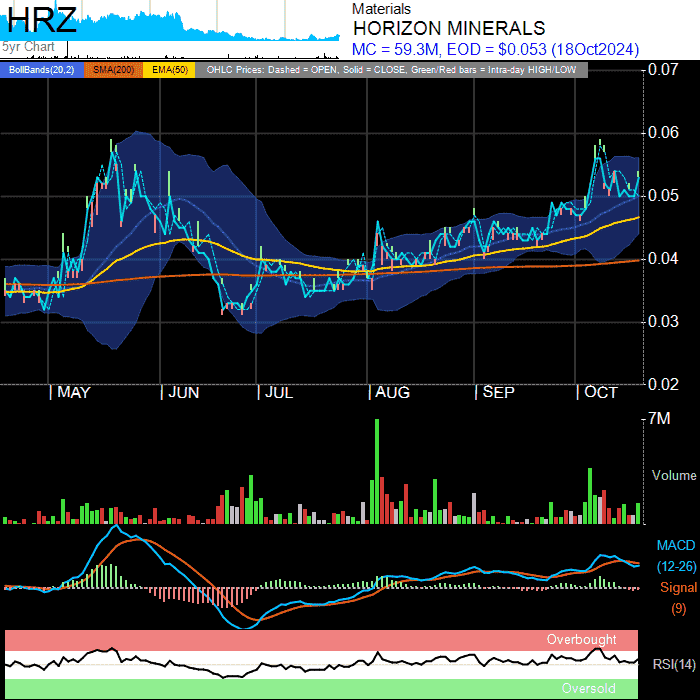 HRZ
5yr Chart
Materials
HORIZON MINERALS
MC = 59.3M, EOD = $0.053 (18Oct2024)
BollBands(20,2) SMA(200) EMA(50) OHLC Prices: Dashed = OPEN, Solid = CLOSE, Green/Red bars = Intra-day HIGH/LOW
0.07
0.06
0.05
0.04
0.03
0.02
MAY JUN JUL AUG SEP OCT
7M
Volume
MACD
(12-26)
Signal
(9)
Overbought
RSI(14)
Oversold